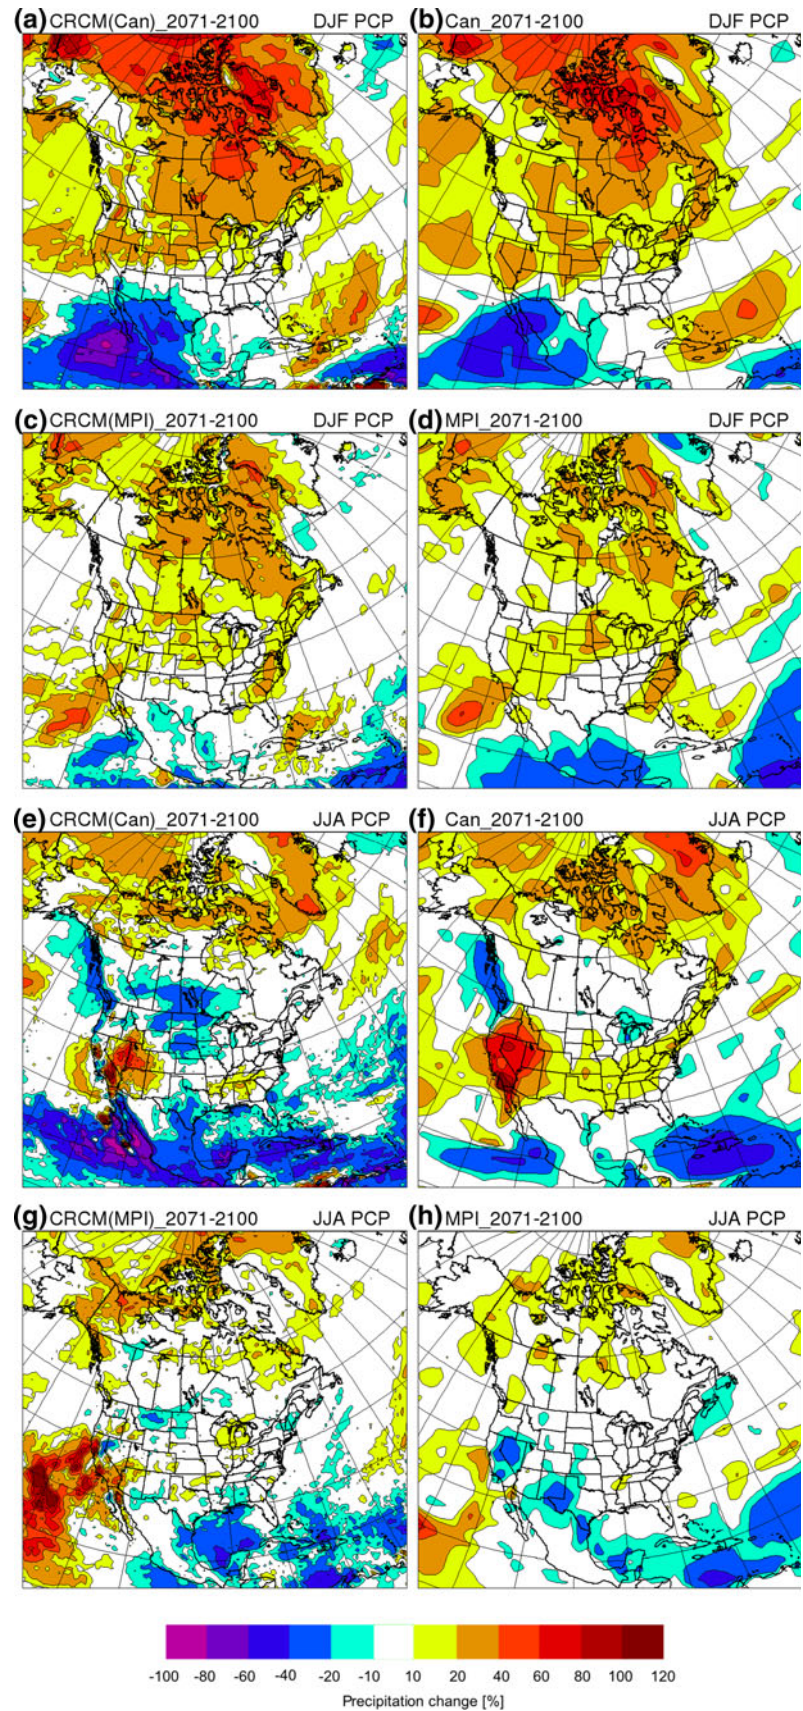 (a) CRCM(Can)_2071-2100 DJF PCP
(b) Can_2071-2100 DJF PCP
(c) CRCM(MPI)_2071-2100 DJF PCP
(d) MPI_2071-2100 DJF PCP
(e) CRCM(Can)_2071-2100 JJA PCP
(f) Can_2071-2100 JJA PCP
(g) CRCM(MPI)_2071-2100 JJA PCP
(h) MPI_2071-2100 JJA PCP
-100 -80 -60 -40 -20 -10 10 20 40 60 80 100 120
Precipitation change [%]